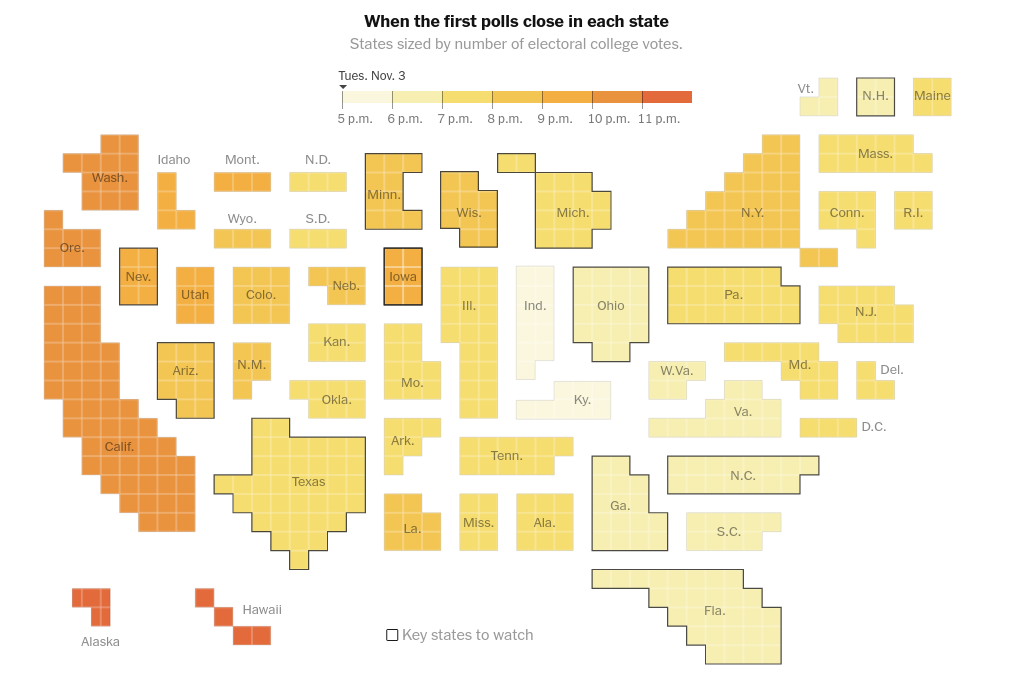 When the first polls close in each state
States sized by number of electoral college votes.
Tues. Nov. 3
5 p.m. 6 p.m. 7 p.m. 8 p.m. 9 p.m. 10 p.m. 11 p.m.
Vt. N.H. Maine
Wash. Idaho Mont. N.D. Minn. Wis. Mich. N.Y. Mass.
Ore. Wyo. S.D. Conn. R.I.
Nev. Utah Colo. Neb. Iowa Ill. Ind. Ohio Pa. N.J.
Ariz. N.M. Kan. Mo. Ky. W.Va. Md. Del.
Calif. Okla. Ark. Tenn. Va. D.C.
Texas La. Miss. Ala. Ga. N.C.
S.C.
Alaska Hawaii Fla.
Key states to watch